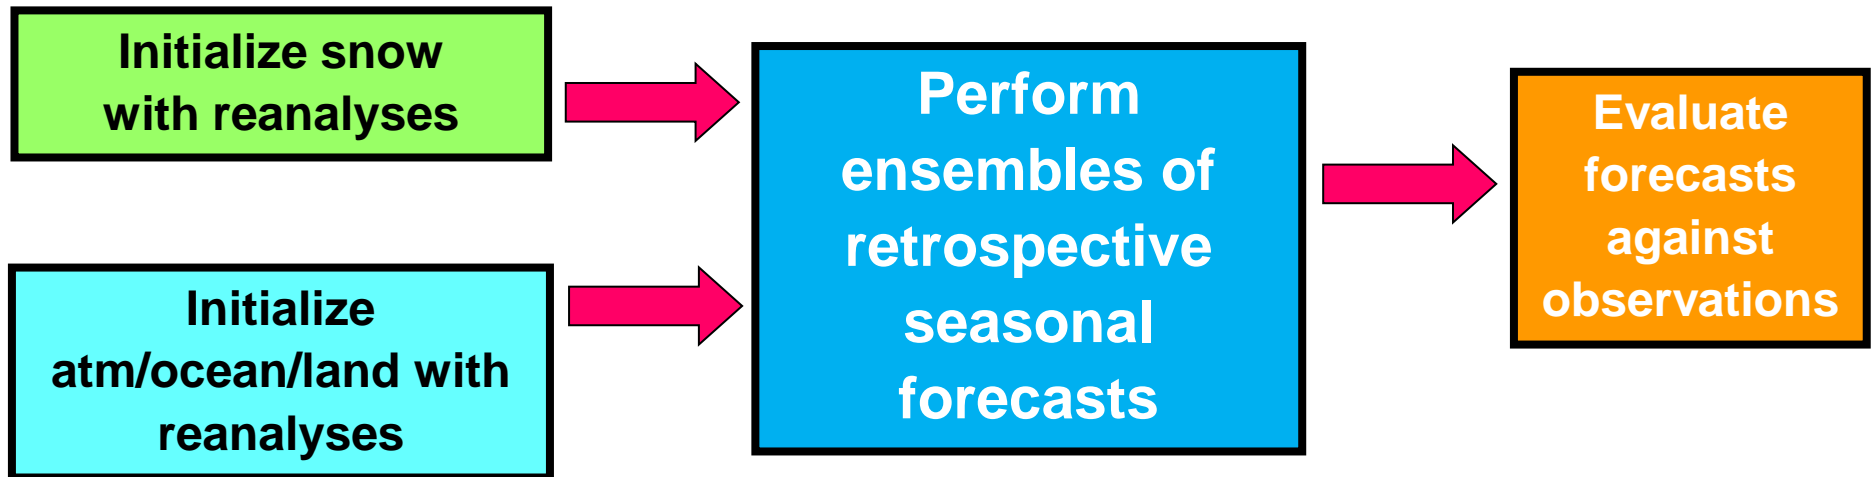 Initialize snow
with reanalyses
Initialize
atm/ocean/land with
reanalyses
Perform
ensembles of
retrospective
seasonal
forecasts
Evaluate
forecasts
against
observations